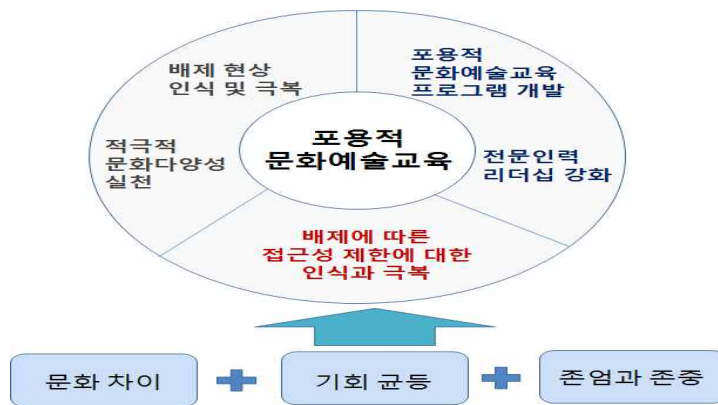 배제 현상
인식 및 극복
포용적
문화예술교육
프로그램 개발
포용적
문화예술교육
적극적
문화다양성
실천
전문인력
리더십 강화
배제에 따른
접근성 제한에 대한
인식과 극복
문화 차이
기회 균등
존엄과 존중